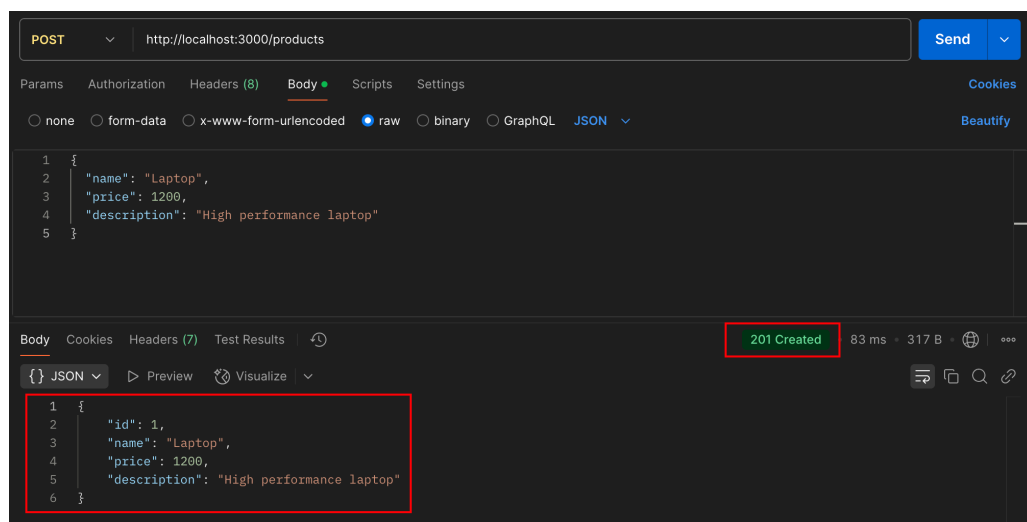 POST http://localhost:3000/products Send
Params Authorization Headers (8) Body Scripts Settings Cookies
none form-data x-www-form-urlencoded raw binary GraphQL JSON Beautify
1 {
2 "name": "Laptop",
3 "price": 1200,
4 "description": "High performance laptop"
5 }
Body Cookies Headers (7) Test Results 201 Created 83 ms 317 B
{} JSON Preview Visualize
1 {
2 "id": 1,
3 "name": "Laptop",
4 "price": 1200,
5 "description": "High performance laptop"
6 }